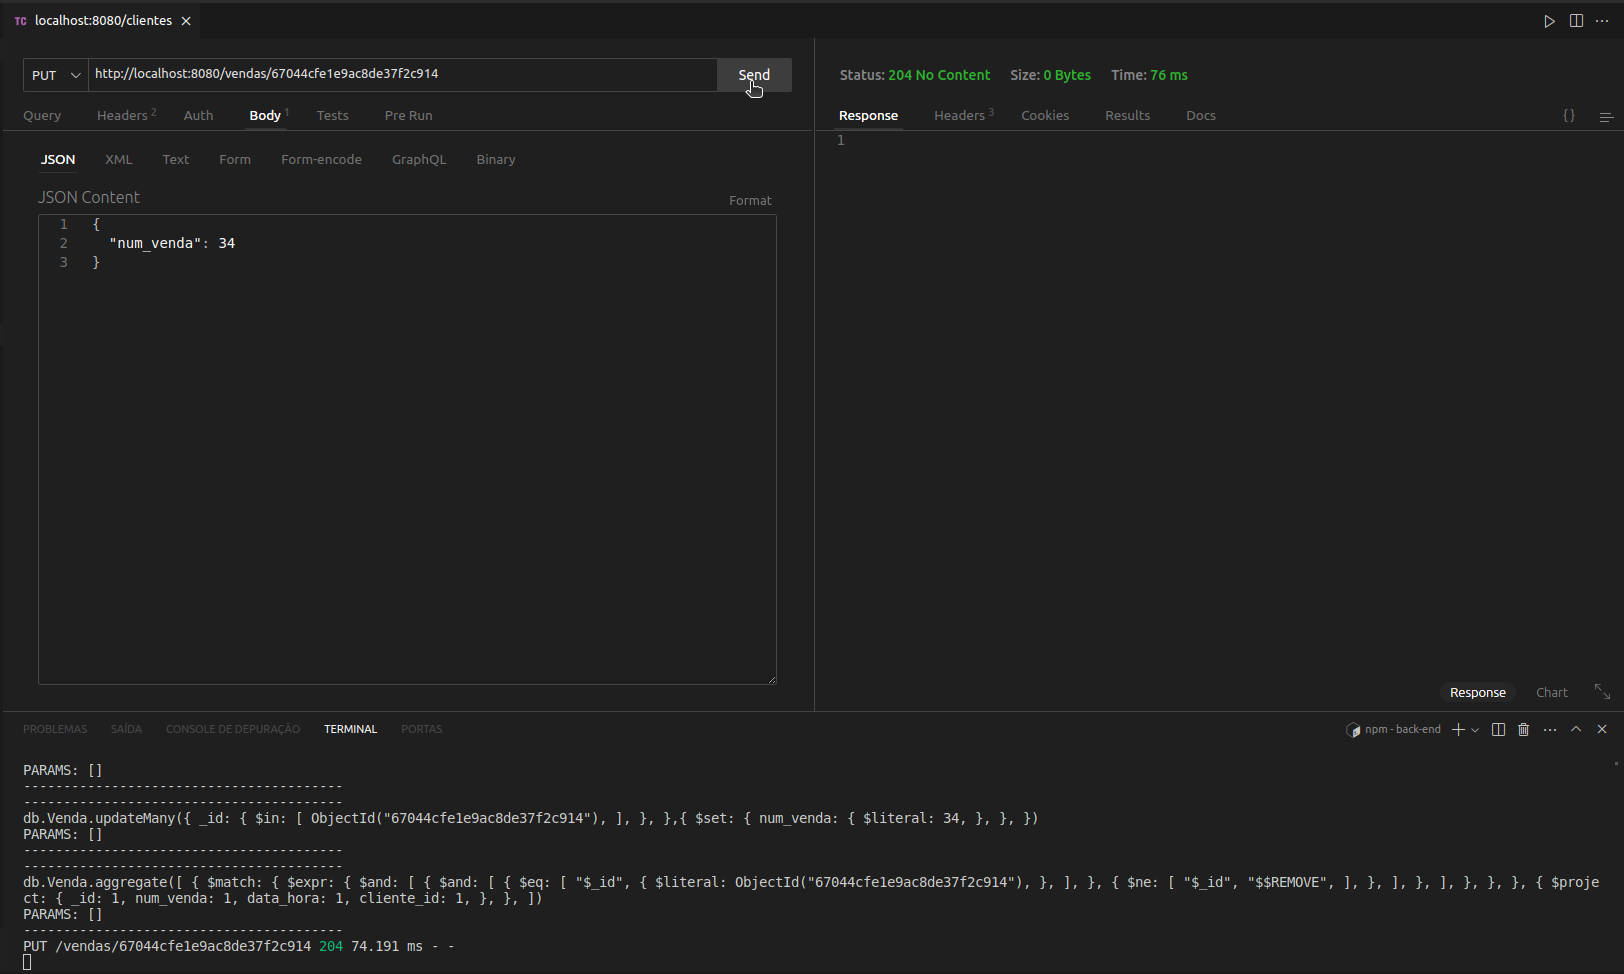 TC localhost:8080/clientes
PUT http://localhost:8080/vendas/67044cfe1e9ac8de37f2c914 Send
Query Headers 2 Auth Body 1 Tests Pre Run
JSON XML Text Form Form-encode GraphQL Binary
JSON Content
Format
1 {
2 "num_venda": 34
3 }
Status: 204 No Content Size: 0 Bytes Time: 76 ms
Response Headers 3 Cookies Results Docs {}
1
Response Chart
PROBLEMAS SAÍDA CONSOLE DE DEPURAÇÃO TERMINAL PORTAS
npm - back-end
PARAMS: []
----------------------------------------
----------------------------------------
db.Venda.updateMany({ _id: { $in: [ ObjectId("67044cfe1e9ac8de37f2c914"), ], }, },{ $set: { num_venda: { $literal: 34, }, }, })
PARAMS: []
----------------------------------------
----------------------------------------
db.Venda.aggregate([ { $match: { $expr: { $and: [ { $and: [ { $eq: [ "$_id", { $literal: ObjectId("67044cfe1e9ac8de37f2c914"), }, ], }, { $ne: [ "$_id", "$$REMOVE", ], }, ], }, ], }, }, }, { $proje
ct: { _id: 1, num_venda: 1, data_hora: 1, cliente_id: 1, }, }, ])
PARAMS: []
----------------------------------------
PUT /vendas/67044cfe1e9ac8de37f2c914 204 74.191 ms - -